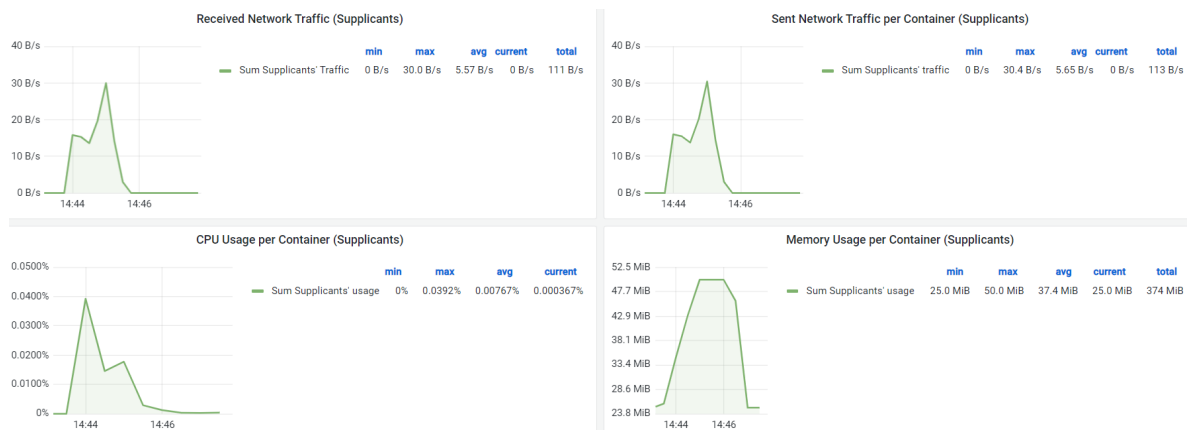 Received Network Traffic (Supplicants)
40 B/s
30 B/s
20 B/s
10 B/s
0 B/s
14:44 14:46
min max avg current total
Sum Supplicants' Traffic 0 B/s 30.0 B/s 5.57 B/s 0 B/s 111 B/s
Sent Network Traffic per Container (Supplicants)
40 B/s
30 B/s
20 B/s
10 B/s
0 B/s
14:44 14:46
min max avg current total
Sum Supplicants' traffic 0 B/s 30.4 B/s 5.65 B/s 0 B/s 113 B/s
CPU Usage per Container (Supplicants)
0.0500%
0.0400%
0.0300%
0.0200%
0.0100%
0%
14:44 14:46
min max avg current
Sum Supplicants' usage 0% 0.0392% 0.00767% 0.000367%
Memory Usage per Container (Supplicants)
52.5 MiB
47.7 MiB
42.9 MiB
38.1 MiB
33.4 MiB
28.6 MiB
23.8 MiB
14:44 14:46
min max avg current total
Sum Supplicants' usage 25.0 MiB 50.0 MiB 37.4 MiB 25.0 MiB 374 MiB